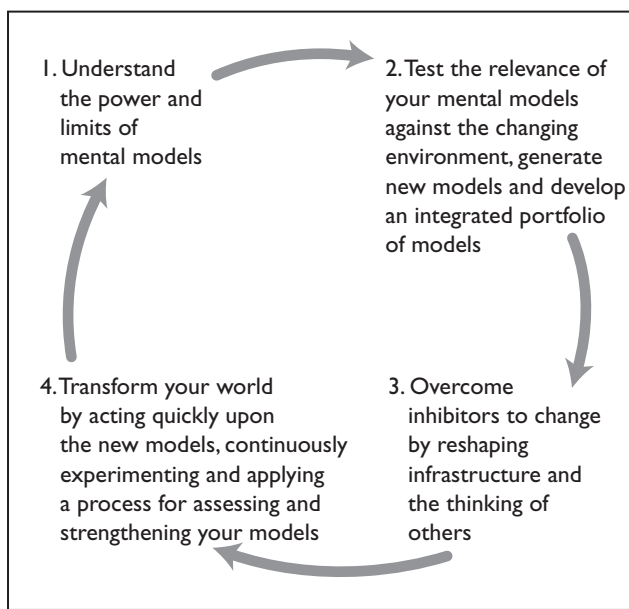 1. Understand
the power and
limits of
mental models
2. Test the relevance of
your mental models
against the changing
environment, generate
new models and develop
an integrated portfolio
of models
3. Overcome
inhibitors to change
by reshaping
infrastructure and
the thinking of
others
4. Transform your world
by acting quickly upon
the new models, continuously
experimenting and applying
a process for assessing and
strengthening your models